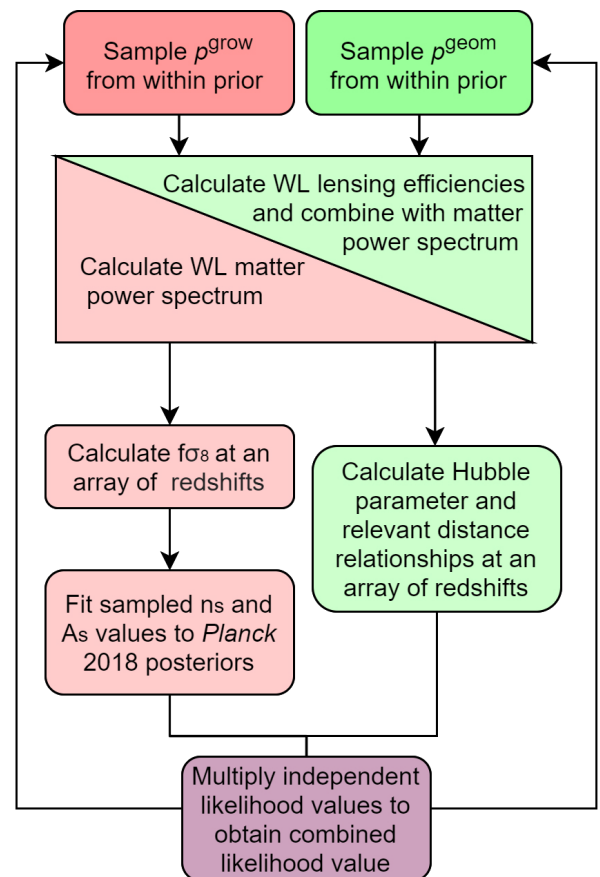 Sample p^grow
from within prior
Sample p^geom
from within prior
Calculate WL lensing efficiencies
and combine with matter
power spectrum
Calculate WL matter
power spectrum
Calculate fσ₈ at an
array of redshifts
Calculate Hubble
parameter and
relevant distance
relationships at an
array of redshifts
Fit sampled ns and
As values to Planck
2018 posteriors
Multiply independent
likelihood values to
obtain combined
likelihood value